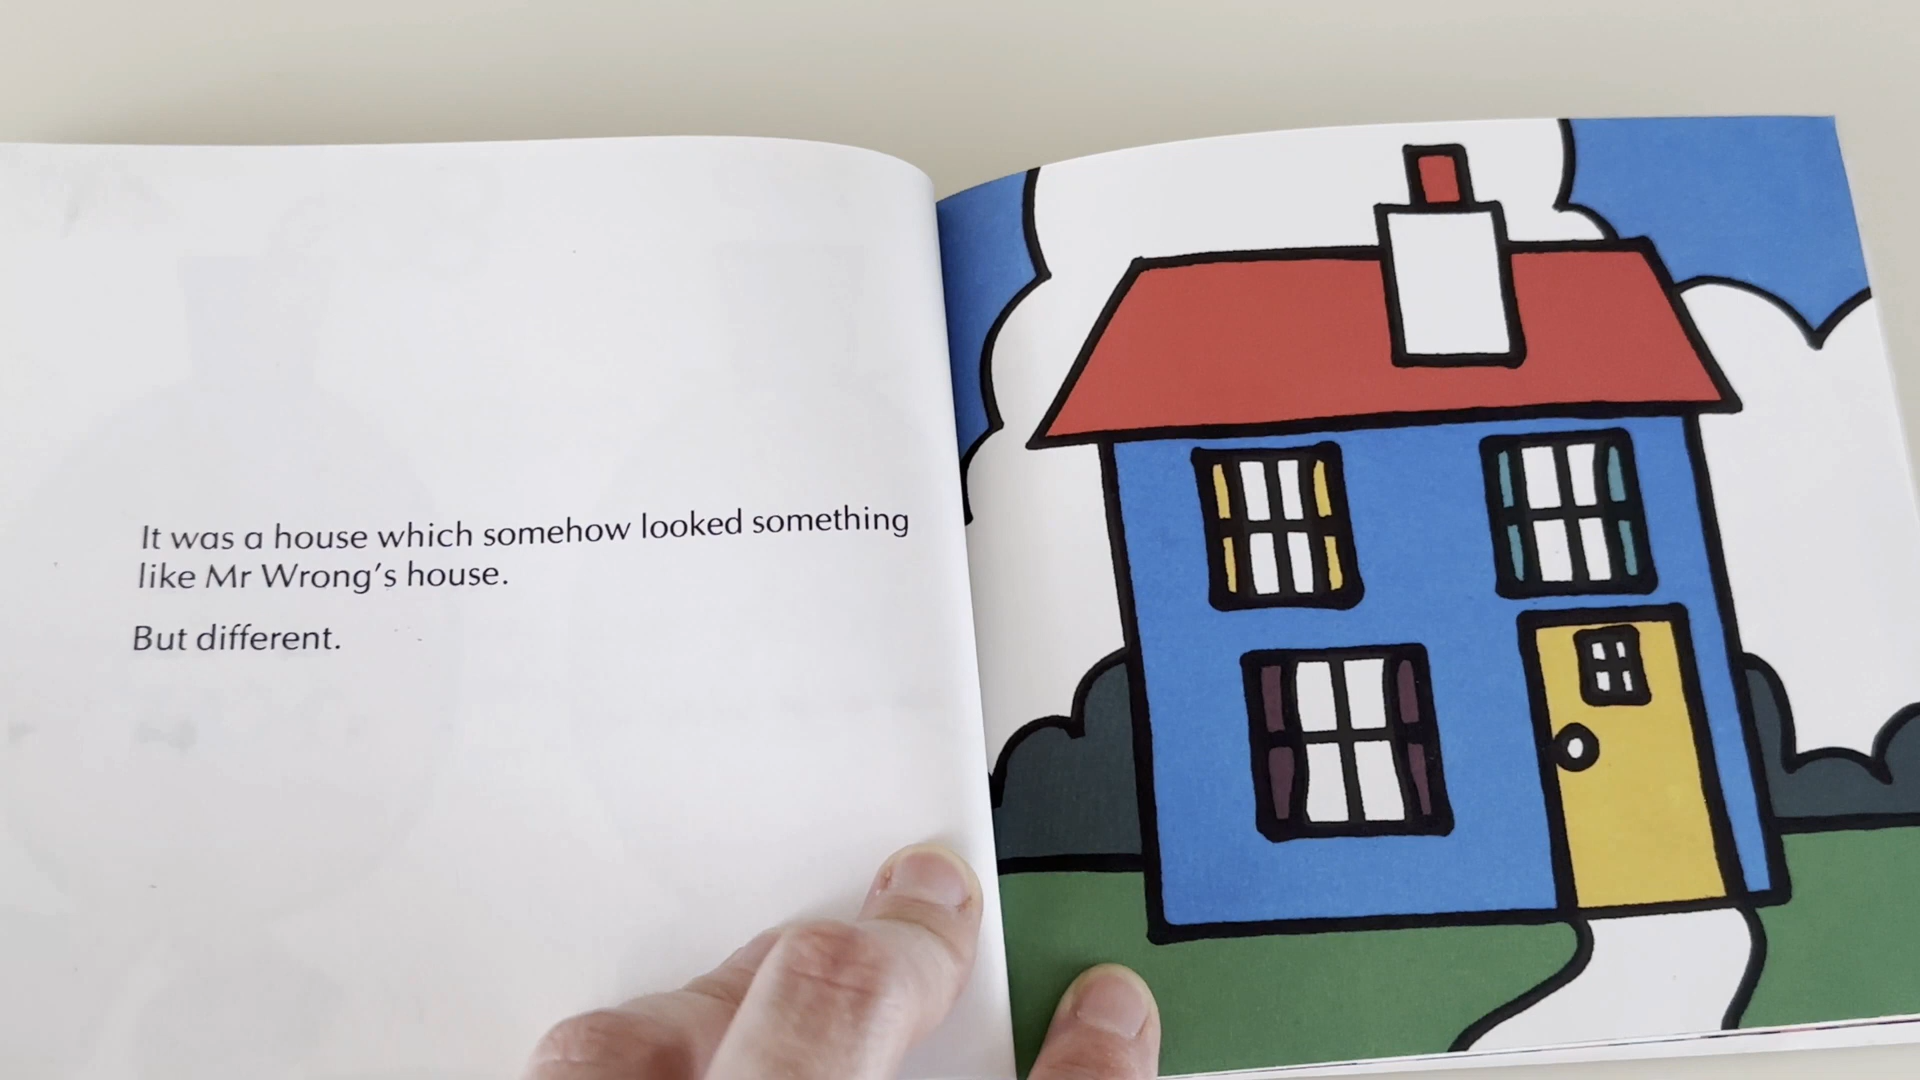 It was a house which somehow looked something
like Mr Wrong's house.
But different.